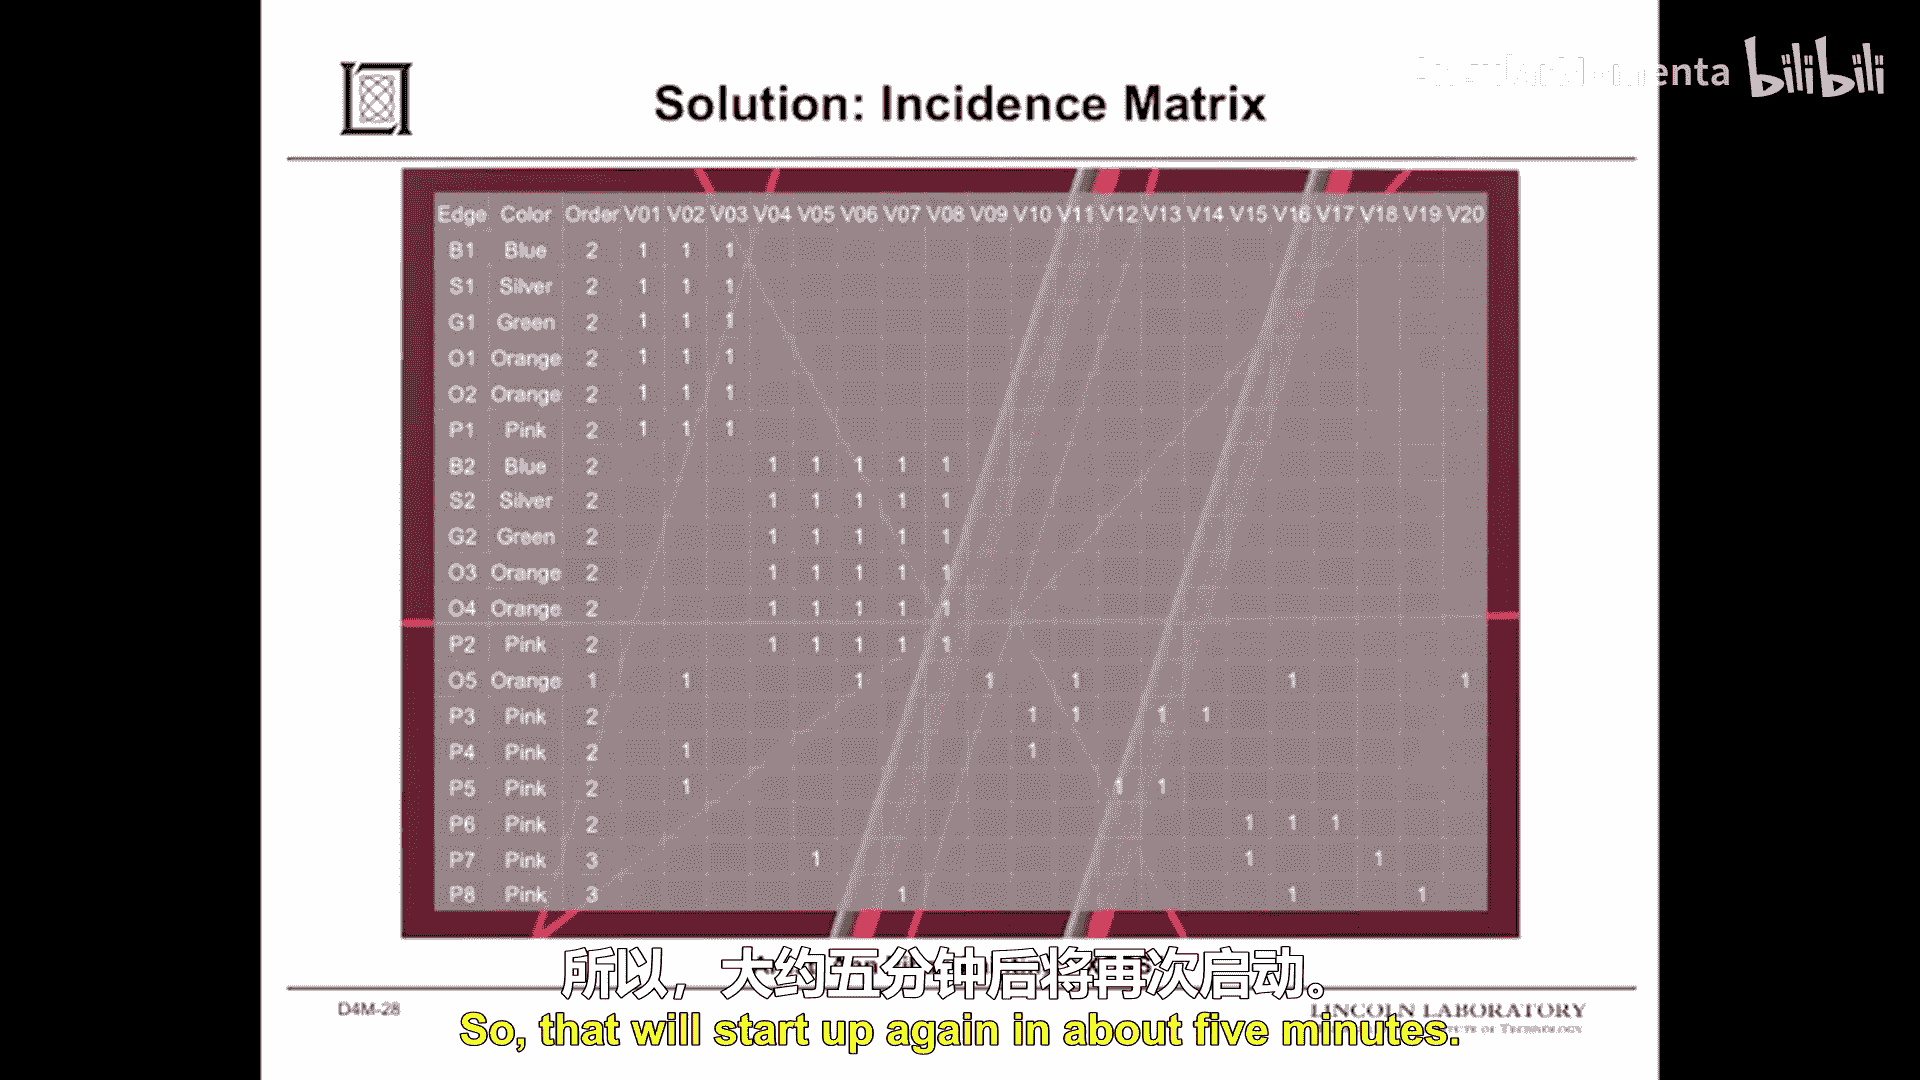 enta bilibili
Solution: Incidence Matrix
Edge Color Order V01 V02 V03 V04 V05 V06 V07 V08 V09 V10 V11 V12 V13 V14 V15 V16 V17 V18 V19 V20
B1 Blue 2 1 1 1
S1 Silver 2 1 1 1
G1 Green 2 1 1 1
O1 Orange 2 1 1 1
O2 Orange 2 1 1 1
P1 Pink 2 1 1 1
B2 Blue 2 1 1 1 1 1
S2 Silver 2 1 1 1 1 1
G2 Green 2 1 1 1 1 1
O3 Orange 2 1 1 1 1 1
O4 Orange 2 1 1 1 1 1
P2 Pink 2 1 1 1 1 1
O5 Orange 1 1 1 1 1 1 1
P3 Pink 2 1 1 1 1
P4 Pink 2 1 1
P5 Pink 2 1 1 1
P6 Pink 2 1 1 1
P7 Pink 3 1 1 1
P8 Pink 3 1 1 1
所以，大约五分钟后将再次启动。
D4M-28
LINCOLN LABORATORY
So, that will start up again in about five minutes.